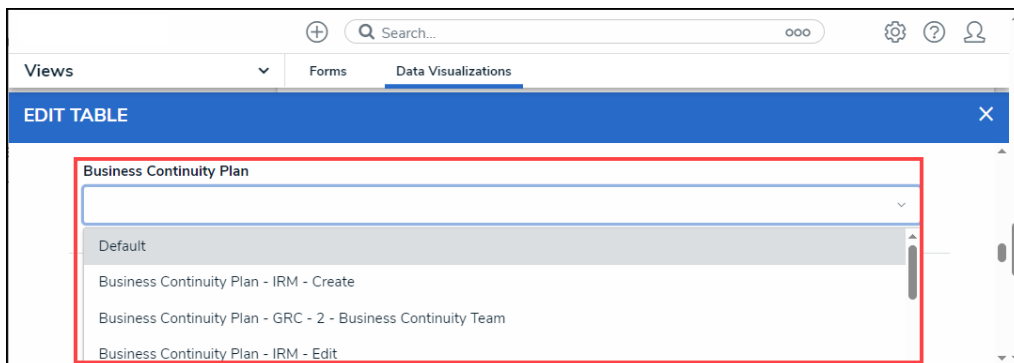 Search...
Views
Forms
Data Visualizations
EDIT TABLE
Business Continuity Plan
Default
Business Continuity Plan - IRM - Create
Business Continuity Plan - GRC - 2 - Business Continuity Team
Business Continuity Plan - IRM - Edit